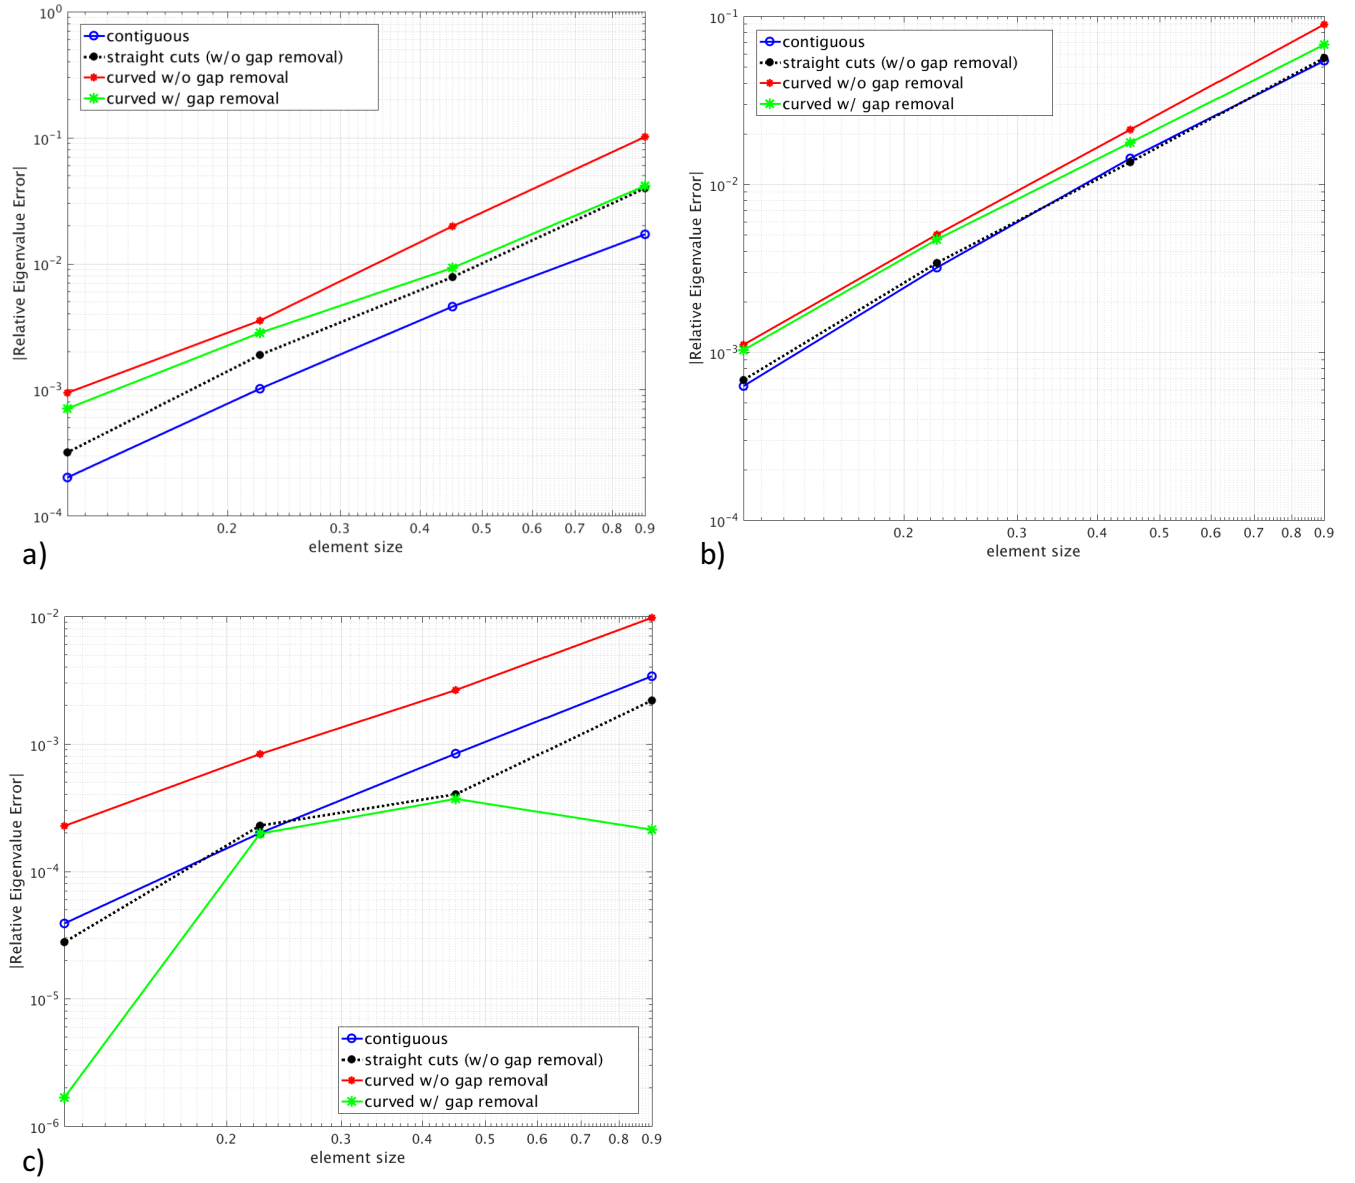 10^0
10^-1
10^-2
10^-3
10^-4
|Relative Eigenvalue Error|
contiguous
straight cuts (w/o gap removal)
curved w/o gap removal
curved w/ gap removal
0.2 0.3 0.4 0.5 0.6 0.7 0.8 0.9
element size
a)
10^-1
10^-2
10^-3
10^-4
|Relative Eigenvalue Error|
contiguous
straight cuts (w/o gap removal)
curved w/o gap removal
curved w/ gap removal
0.2 0.3 0.4 0.5 0.6 0.7 0.8 0.9
element size
b)
10^-2
10^-3
10^-4
10^-5
10^-6
|Relative Eigenvalue Error|
contiguous
straight cuts (w/o gap removal)
curved w/o gap removal
curved w/ gap removal
0.2 0.3 0.4 0.5 0.6 0.7 0.8 0.9
element size
c)